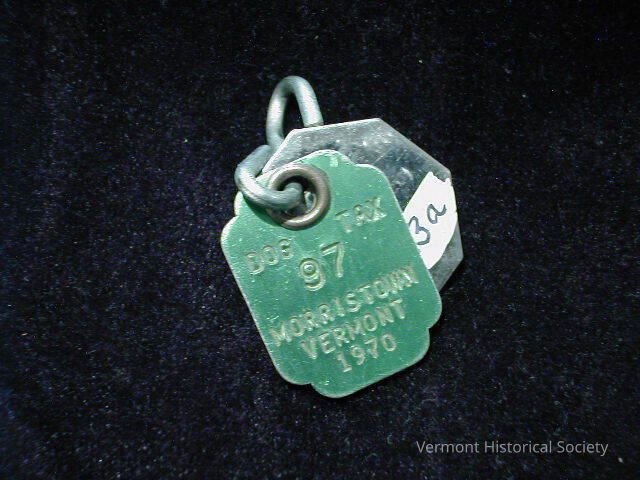 DOG TAX
97
MORRISTOWN
VERMONT
1970
3a
Vermont Historical Society